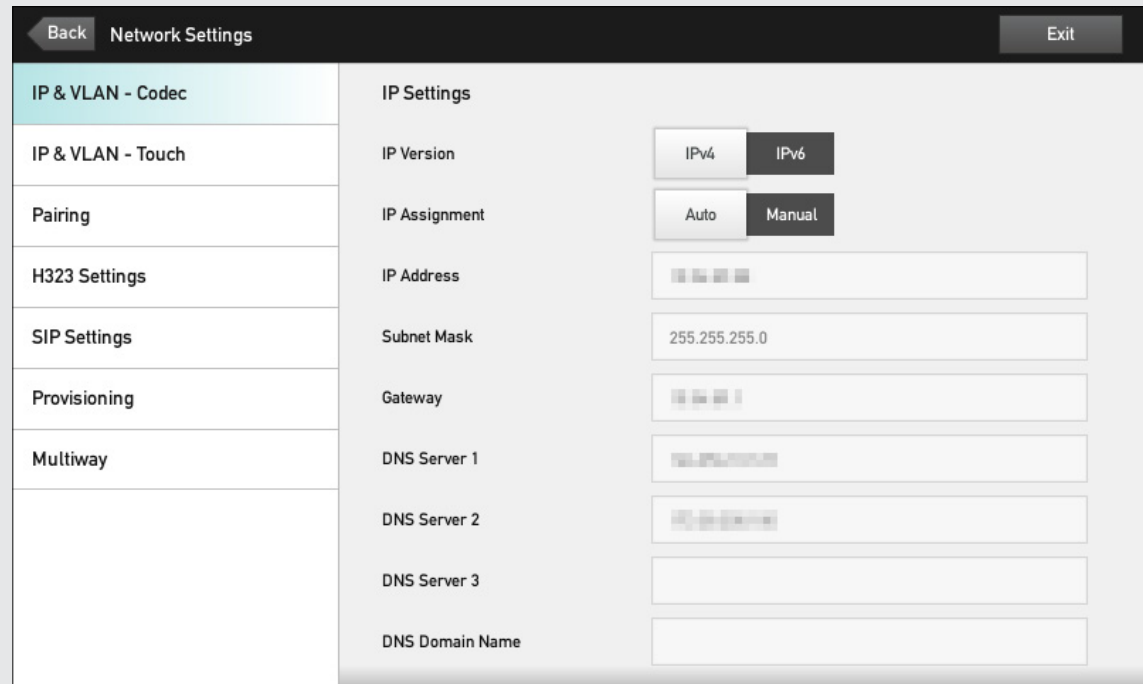 Back Network Settings Exit
IP & VLAN - Codec
IP & VLAN - Touch
Pairing
H323 Settings
SIP Settings
Provisioning
Multiway
IP Settings
IP Version IPv4 IPv6
IP Assignment Auto Manual
IP Address
Subnet Mask 255.255.255.0
Gateway
DNS Server 1
DNS Server 2
DNS Server 3
DNS Domain Name